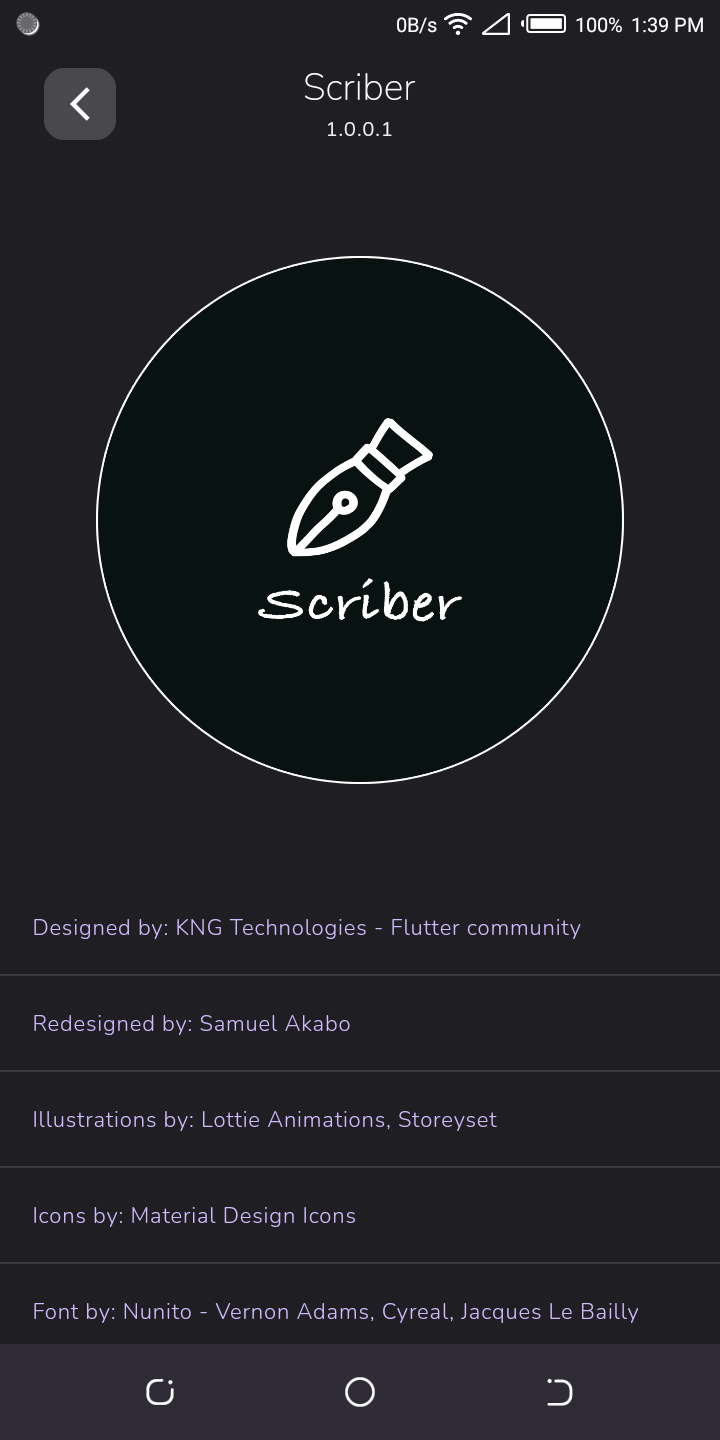 0B/s 100% 1:39 PM
Scriber
1.0.0.1
Scriber
Designed by: KNG Technologies - Flutter community
Redesigned by: Samuel Akabo
Illustrations by: Lottie Animations, Storeyset
Icons by: Material Design Icons
Font by: Nunito - Vernon Adams, Cyreal, Jacques Le Bailly